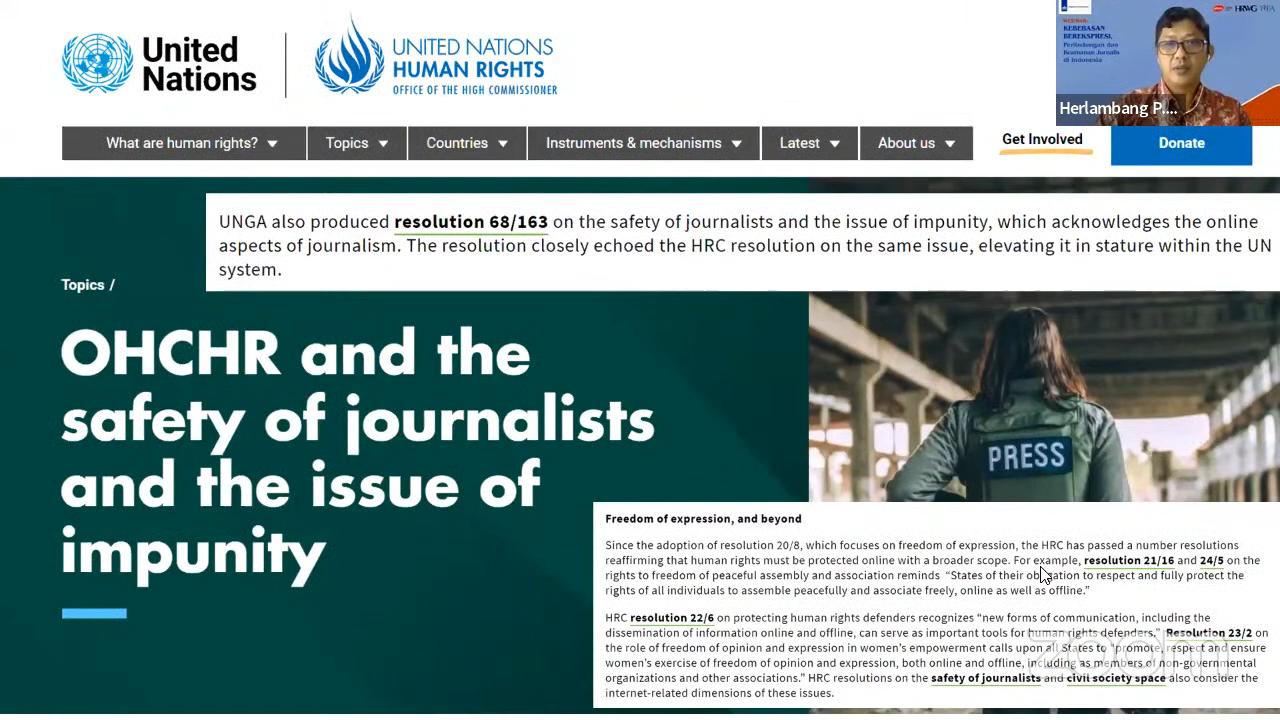 United
Nations
UNITED NATIONS
HUMAN RIGHTS
OFFICE OF THE HIGH COMMISSIONER
WEBINAR:
KEBEBASAN
BEREKSPRESI,
Perlindungan dan
Keamanan Jurnalis
di Indonesia
HRWG
Herlambang P....
What are human rights?
Topics
Countries
Instruments & mechanisms
Latest
About us
Get Involved
Donate
UNGA also produced resolution 68/163 on the safety of journalists and the issue of impunity, which acknowledges the online
aspects of journalism. The resolution closely echoed the HRC resolution on the same issue, elevating it in stature within the UN
system.
Topics /
OHCHR and the
safety of journalists
and the issue of
impunity
PRESS
Freedom of expression, and beyond
Since the adoption of resolution 20/8, which focuses on freedom of expression, the HRC has passed a number resolutions
reaffirming that human rights must be protected online with a broader scope. For example, resolution 21/16 and 24/5 on the
rights to freedom of peaceful assembly and association reminds “States of their obligation to respect and fully protect the
rights of all individuals to assemble peacefully and associate freely, online as well as offline.”
HRC resolution 22/6 on protecting human rights defenders recognizes “new forms of communication, including the
dissemination of information online and offline, can serve as important tools for human rights defenders.” Resolution 23/2 on
the role of freedom of opinion and expression in women’s empowerment calls upon all States to “promote, respect and ensure
women’s exercise of freedom of opinion and expression, both online and offline, including as members of non-governmental
organizations and other associations.” HRC resolutions on the safety of journalists and civil society space also consider the
internet-related dimensions of these issues.
zoom